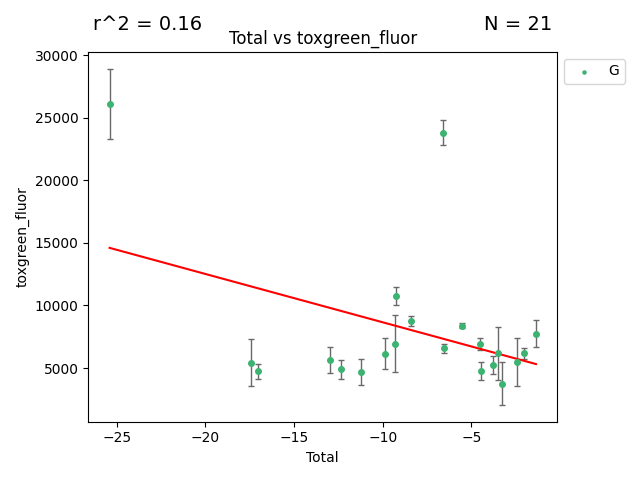 r^2 = 0.16
N = 21
Total vs toxgreen_fluor
G
30000
25000
20000
15000
10000
5000
toxgreen_fluor
−25
−20
−15
−10
−5
Total